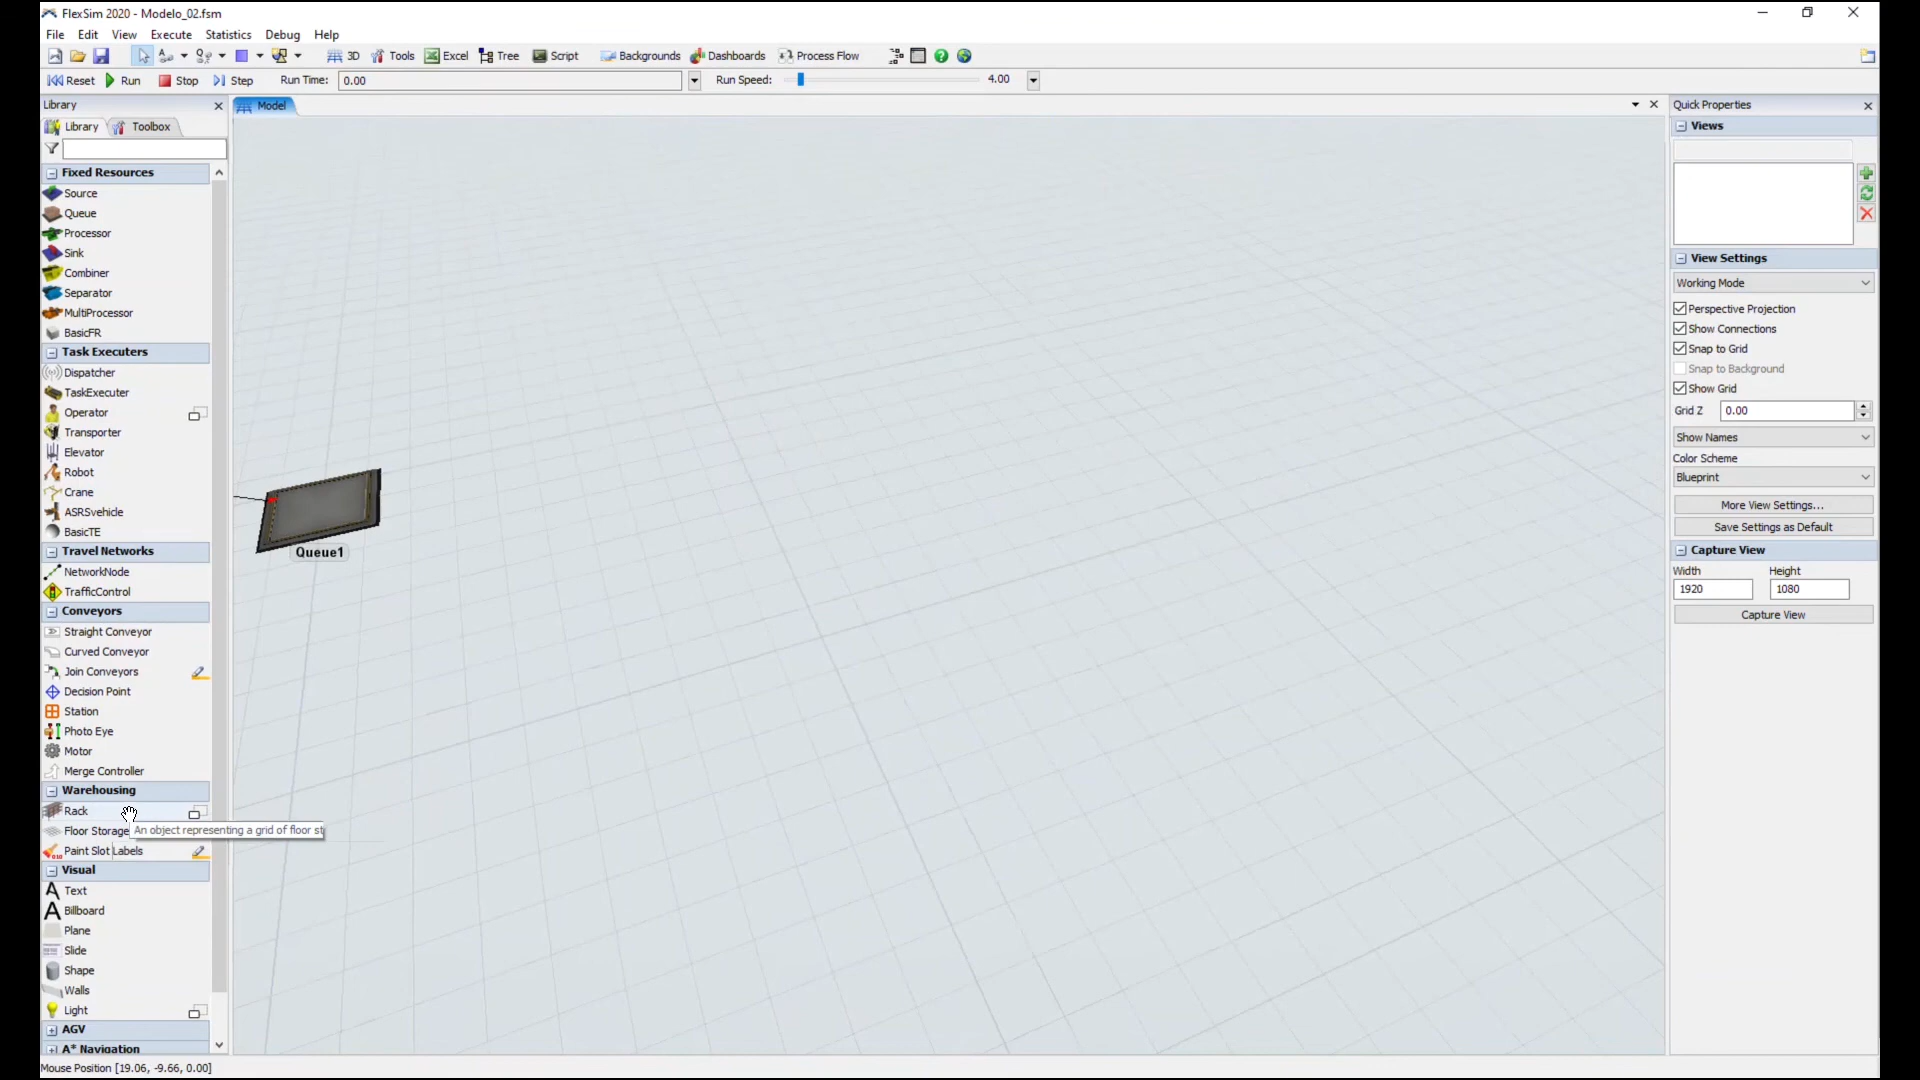 FlexSim 2020 - Modelo_02.fsm
File Edit View Execute Statistics Debug Help
3D Tools Excel Tree Script Backgrounds Dashboards Process Flow
Reset Run Stop Step Run Time: 0.00 Run Speed: 4.00
Library
Library Toolbox
Fixed Resources
Source
Queue
Processor
Sink
Combiner
Separator
MultiProcessor
BasicFR
Task Executers
Dispatcher
TaskExecuter
Operator
Transporter
Elevator
Robot
Crane
ASRSvehicle
BasicTE
Travel Networks
NetworkNode
TrafficControl
Conveyors
Straight Conveyor
Curved Conveyor
Join Conveyors
Decision Point
Station
Photo Eye
Motor
Merge Controller
Warehousing
Rack
Floor Storage
An object representing a grid of floor st
Paint Slot Labels
Visual
Text
Billboard
Plane
Slide
Shape
Walls
Light
AGV
A* Navigation
Model
Queue1
Quick Properties
Views
View Settings
Working Mode
Perspective Projection
Show Connections
Snap to Grid
Snap to Background
Show Grid
Grid Z 0.00
Show Names
Color Scheme
Blueprint
More View Settings...
Save Settings as Default
Capture View
Width Height
1920 1080
Capture View
Mouse Position [19.06, -9.66, 0.00]